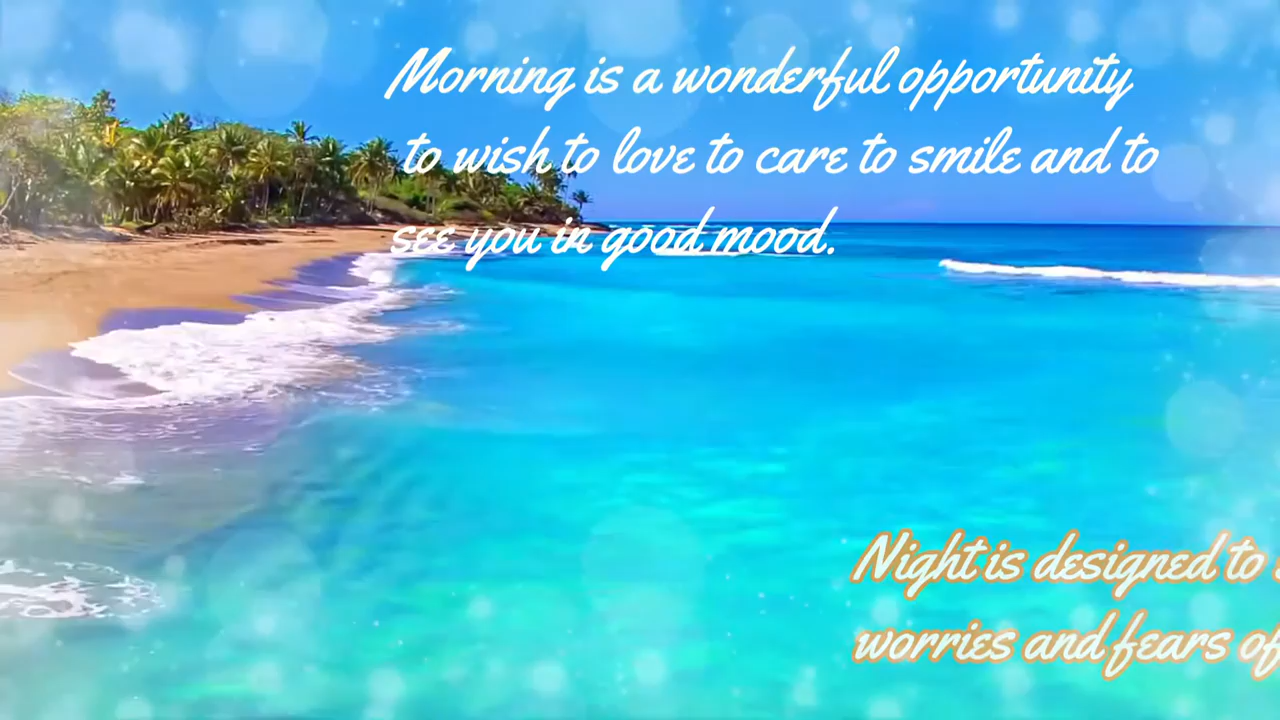 Morning is a wonderful opportunity
to wish to love to care to smile and to
see you in good mood.
Night is designed to
worries and fears of